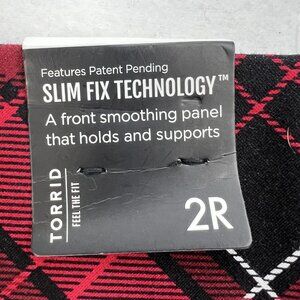 Features Patent Pending
SLIM FIX TECHNOLOGY™
A front smoothing panel
that holds and supports
TORRID
FEEL THE FIT
2R